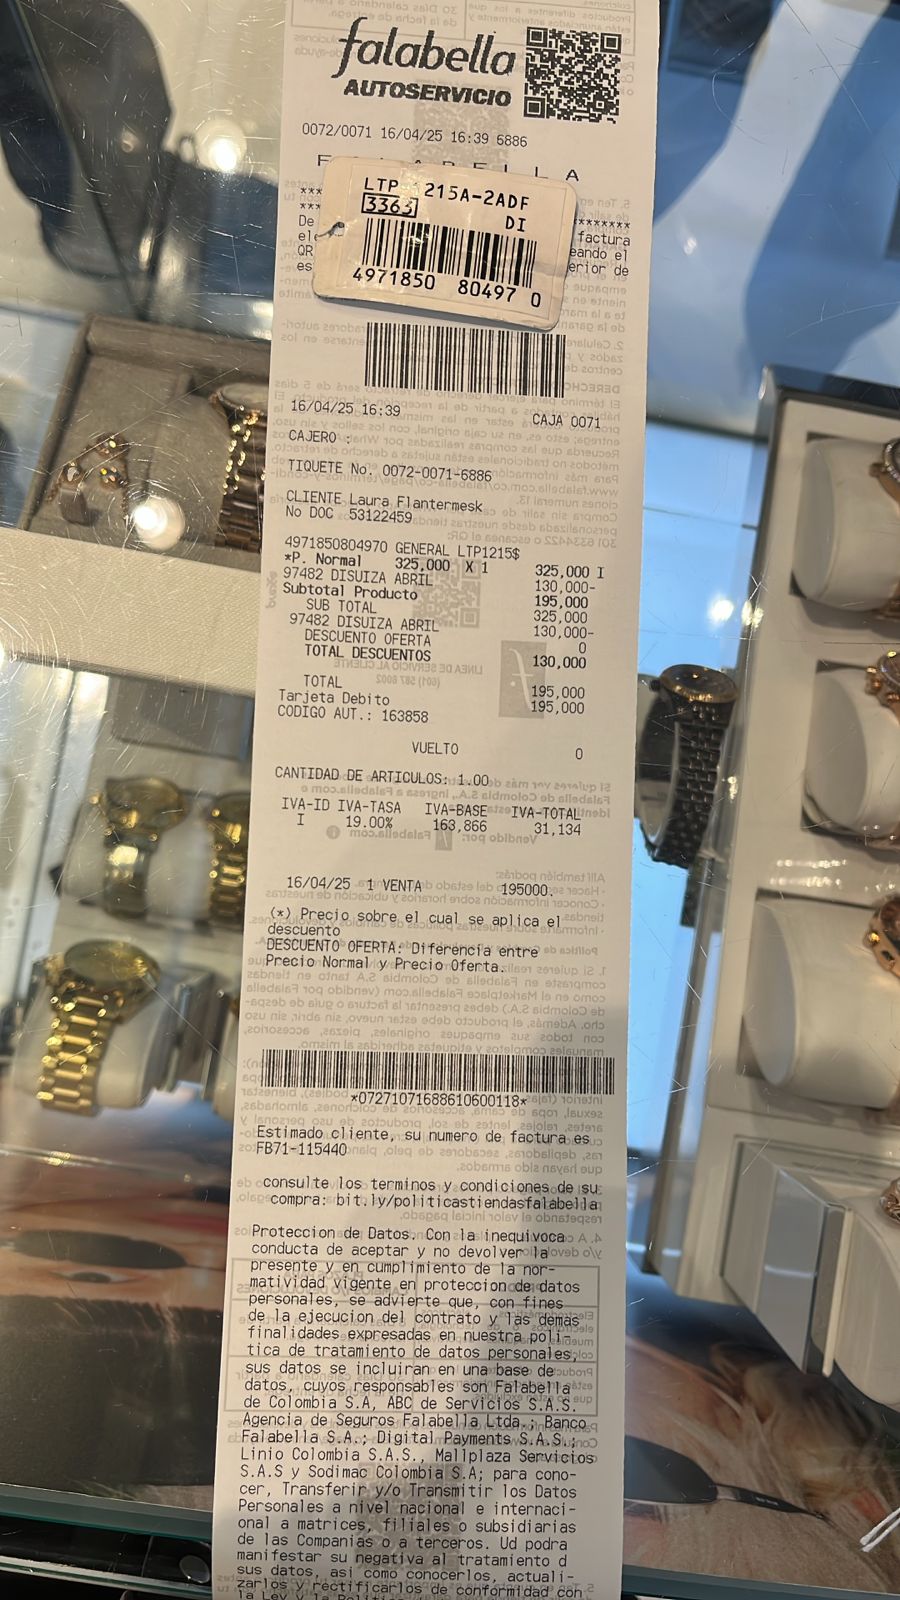 falabella
AUTOSERVICIO
0072/0071 16/04/25 16:39 6886
LTP 1215A-2ADF
3363
DI
4971850 80497 0
factura
eando el
QR
erior de
16/04/25 16:39 CAJA 0071
CAJERO :
TIQUETE No. 0072-0071-6886
CLIENTE Laura Flantermesk
No DOC 53122459
4971850804970 GENERAL LTP1215$
*P. Normal 325,000 X 1 325,000 I
97482 DISUIZA ABRIL 130,000-
Subtotal Producto 195,000
SUB TOTAL 325,000
97482 DISUIZA ABRIL 130,000-
DESCUENTO OFERTA 0
TOTAL DESCUENTOS 130,000
TOTAL 195,000
Tarjeta Debito 195,000
CODIGO AUT.: 163858
VUELTO 0
CANTIDAD DE ARTICULOS: 1.00
IVA-ID IVA-TASA IVA-BASE IVA-TOTAL
I 19.00% 163,866 31,134
16/04/25 1 VENTA 195000.
(*) Precio sobre el cual se aplica el
descuento
DESCUENTO OFERTA: Diferencia entre
Precio Normal y Precio Oferta.
*07271071688610600118*
Estimado cliente, su numero de factura es
FB71-115440
consulte los terminos y condiciones de su
compra: bit.ly/politicastiendasfalabella
Proteccion de Datos. Con la inequivoca
conducta de aceptar y no devolver la
presente y en cumplimiento de la nor-
matividad vigente en proteccion de datos
personales, se advierte que, con fines
de la ejecucion del contrato y las demas
finalidades expresadas en nuestra poli-
tica de tratamiento de datos personales,
sus datos se incluiran en una base de
datos, cuyos responsables son Falabella
de Colombia S.A, ABC de Servicios S.A.S.
Agencia de Seguros Falabella Ltda.; Banco
Falabella S.A.; Digital Payments S.A.S.;
Linio Colombia S.A.S., Mallplaza Servicios
S.A.S y Sodimac Colombia S.A; para cono-
cer, Transferir y/o Transmitir los Datos
Personales a nivel nacional e internaci-
onal a matrices, filiales o subsidiarias
de las Companias o a terceros. Ud podra
manifestar su negativa al tratamiento d
sus datos, asi como conocerlos, actuali-
zarlos y rectificarlos de conformidad con